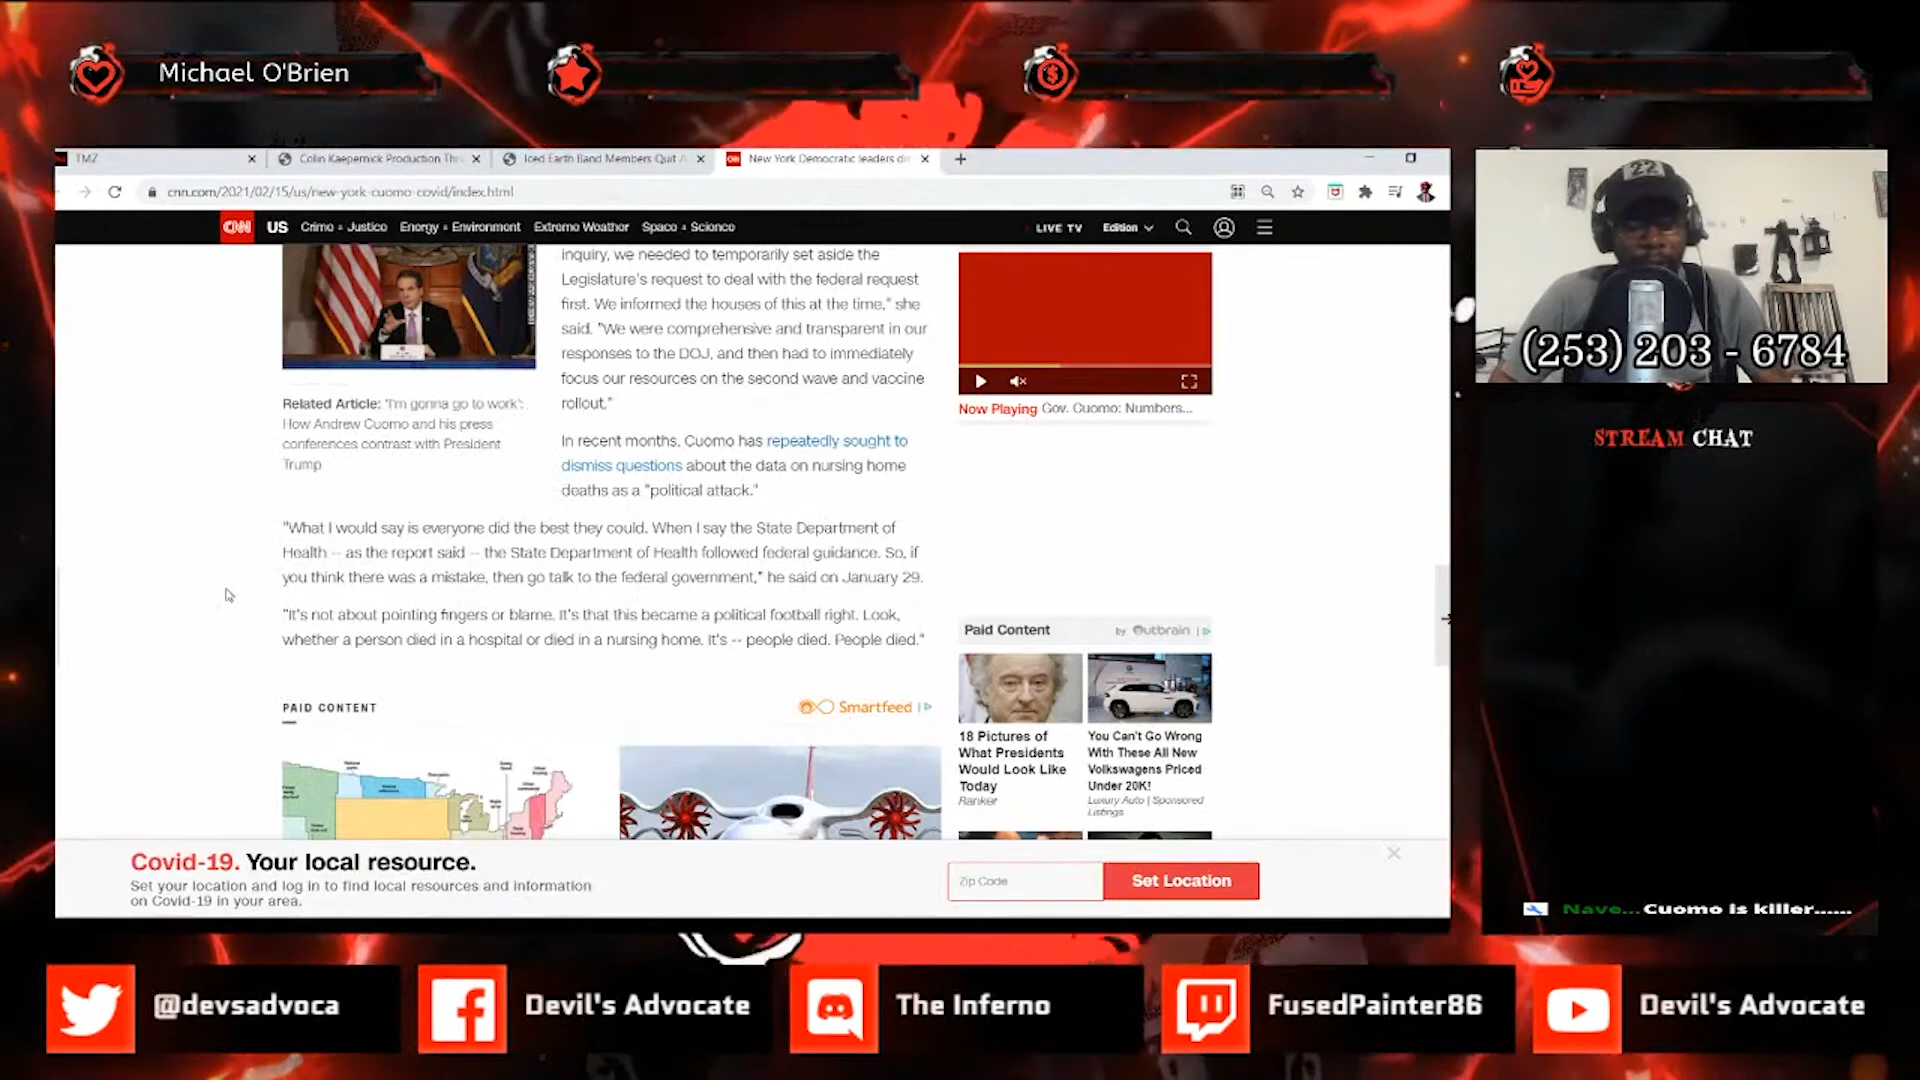 Michael O'Brien
TMZ
Colin Kaepernick Production
Iced Earth Band Members Quit
New York Democratic leaders
cnn.com/2021/02/15/us/new-york-cuomo-covid/index.html
CNN US Crime + Justice Energy + Environment Extreme Weather Space + Science
LIVE TV Edition
inquiry, we needed to temporarily set aside the
Legislature's request to deal with the federal request
first. We informed the houses of this at the time," she
said. "We were comprehensive and transparent in our
responses to the DOJ, and then had to immediately
focus our resources on the second wave and vaccine
rollout."
Related Article: 'I'm gonna go to work':
How Andrew Cuomo and his press
conferences contrast with President
Trump
In recent months, Cuomo has repeatedly sought to
dismiss questions about the data on nursing home
deaths as a "political attack."
"What I would say is everyone did the best they could. When I say the State Department of
Health -- as the report said -- the State Department of Health followed federal guidance. So, if
you think there was a mistake, then go talk to the federal government," he said on January 29.
"It's not about pointing fingers or blame. It's that this became a political football right. Look,
whether a person died in a hospital or died in a nursing home. It's -- people died. People died."
Now Playing Gov. Cuomo: Numbers...
Paid Content by Outbrain
18 Pictures of
What Presidents
Would Look Like
Today
Ranker
You Can't Go Wrong
With These All New
Volkswagens Priced
Under 20K!
Luxury Auto | Sponsored
Listings
PAID CONTENT
Smartfeed
Covid-19. Your local resource.
Set your location and log in to find local resources and information
on Covid-19 in your area.
Zip Code
Set Location
22
(253) 203 - 6784
STREAM CHAT
Nave... Cuomo is killer......
@devsadvoca
Devil's Advocate
The Inferno
FusedPainter86
Devil's Advocate